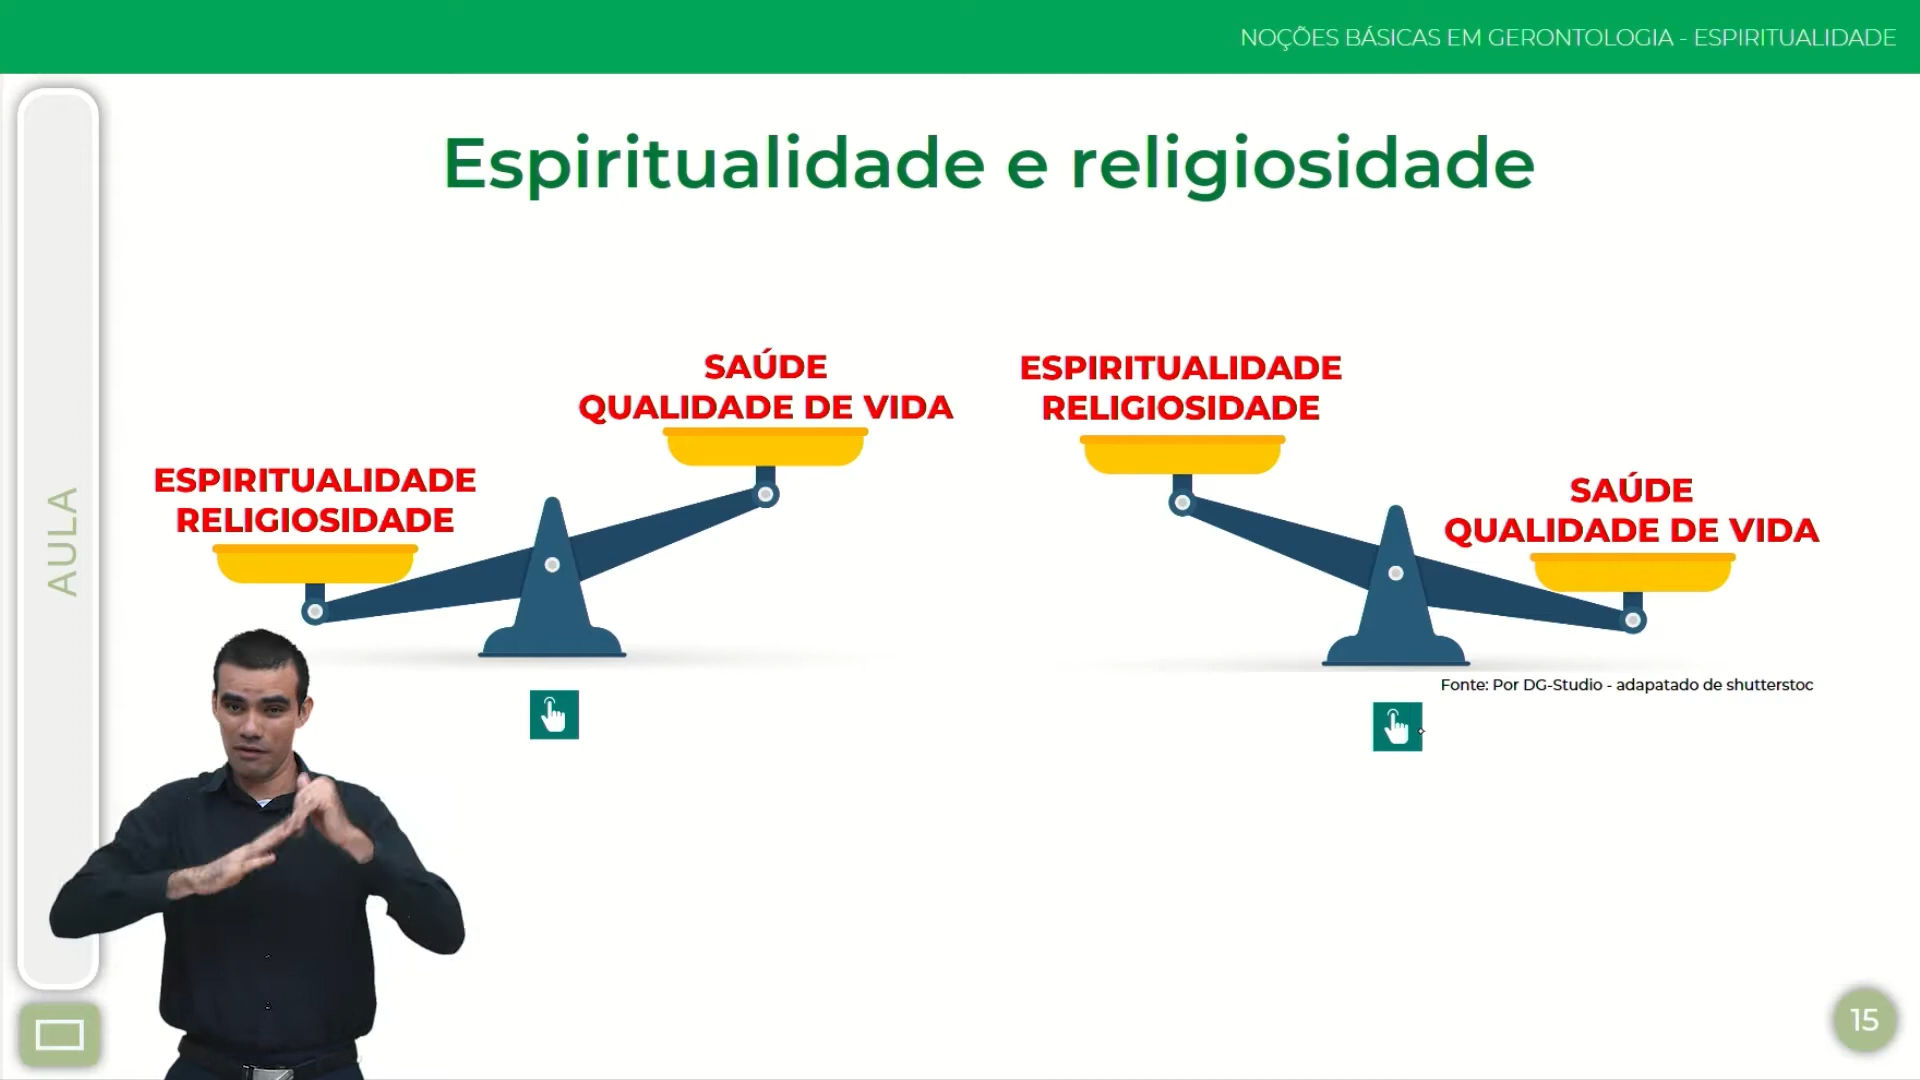 NOÇÕES BÁSICAS EM GERONTOLOGIA - ESPIRITUALIDADE
AULA
Espiritualidade e religiosidade
ESPIRITUALIDADE
RELIGIOSIDADE
SAÚDE
QUALIDADE DE VIDA
ESPIRITUALIDADE
RELIGIOSIDADE
SAÚDE
QUALIDADE DE VIDA
Fonte: Por DG-Studio - adapatado de shutterstoc
15